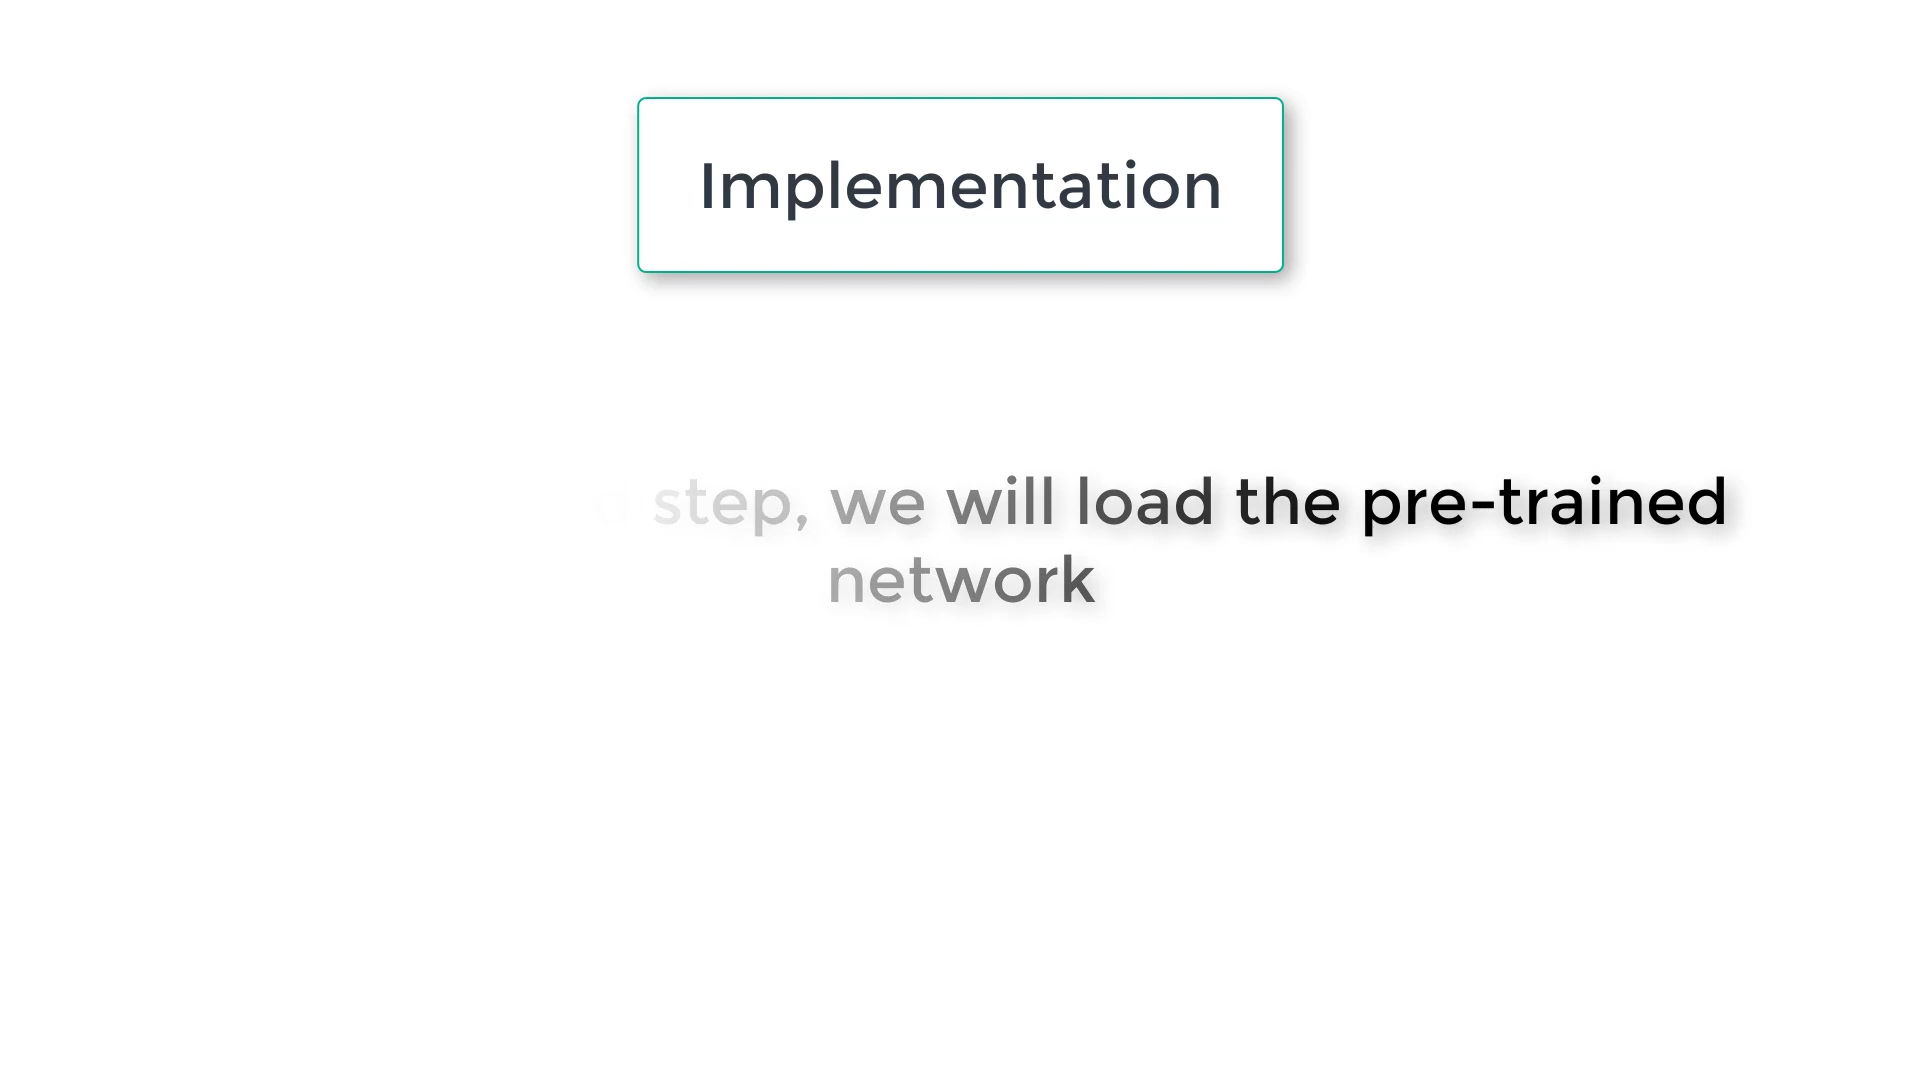 Implementation
step, we will load the pre-trained
network